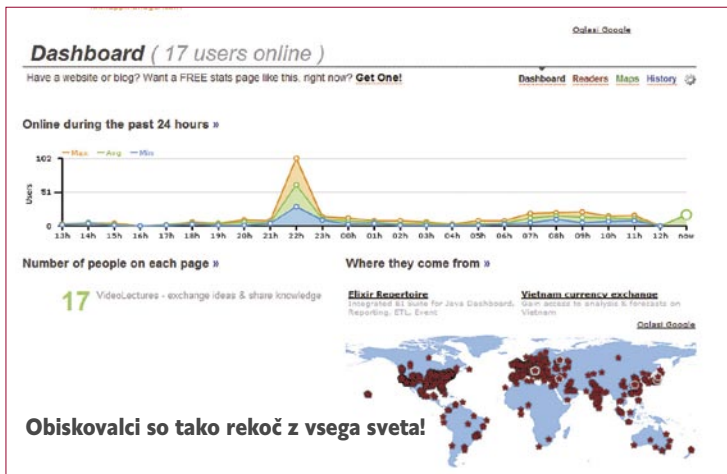 Oglasi Google
Dashboard ( 17 users online )
Have a website or blog? Want a FREE stats page like this, right now? Get One!
Dashboard Readers Maps History
Online during the past 24 hours »
Max Avg Min
102
51
0
Users
13h 14h 15h 16h 17h 18h 19h 20h 21h 22h 23h 00h 01h 02h 03h 04h 05h 06h 07h 08h 09h 10h 11h 12h now
Number of people on each page »
17 VideoLectures - exchange ideas & share knowledge
Where they come from »
Elixir Repertoire
Integrated BI suite for Java Dashboard,
Reporting, ETL, Event
Vietnam currency exchange
Gain access to analysis & forecasts on
Vietnam
Oglasi Google
Obiskovalci so tako rekoč z vsega sveta!